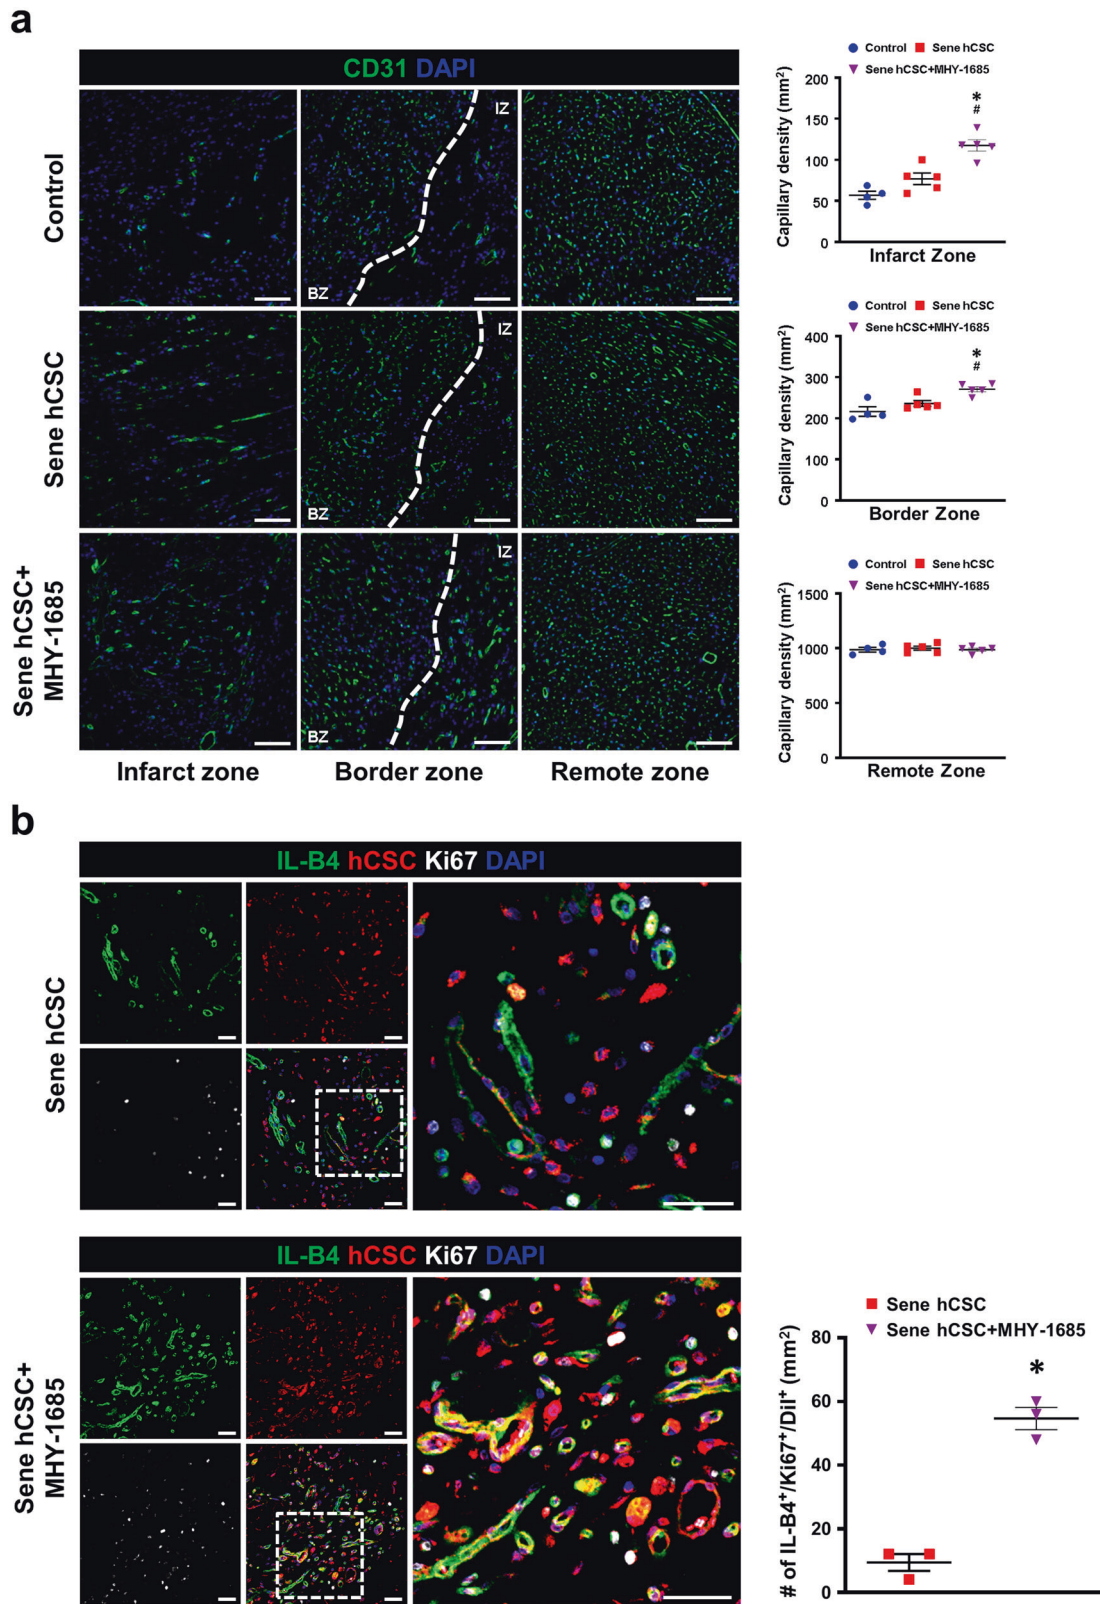 a
CD31 DAPI
Control
IZ
BZ
Sene hCSC
IZ
BZ
Sene hCSC+
MHY-1685
IZ
BZ
Infarct zone
Border zone
Remote zone
Control
Sene hCSC
Sene hCSC+MHY-1685
Capillary density (mm²)
200
150
100
50
0
*
#
Infarct Zone
Control
Sene hCSC
Sene hCSC+MHY-1685
Capillary density (mm²)
400
300
200
100
0
*
#
Border Zone
Control
Sene hCSC
Sene hCSC+MHY-1685
Capillary density (mm²)
1500
1000
500
0
Remote Zone
b
IL-B4 hCSC Ki67 DAPI
Sene hCSC
IL-B4 hCSC Ki67 DAPI
Sene hCSC+
MHY-1685
Sene hCSC
Sene hCSC+MHY-1685
# of IL-B4⁺/Ki67⁺/DiI⁺ (mm²)
80
60
40
20
0
*